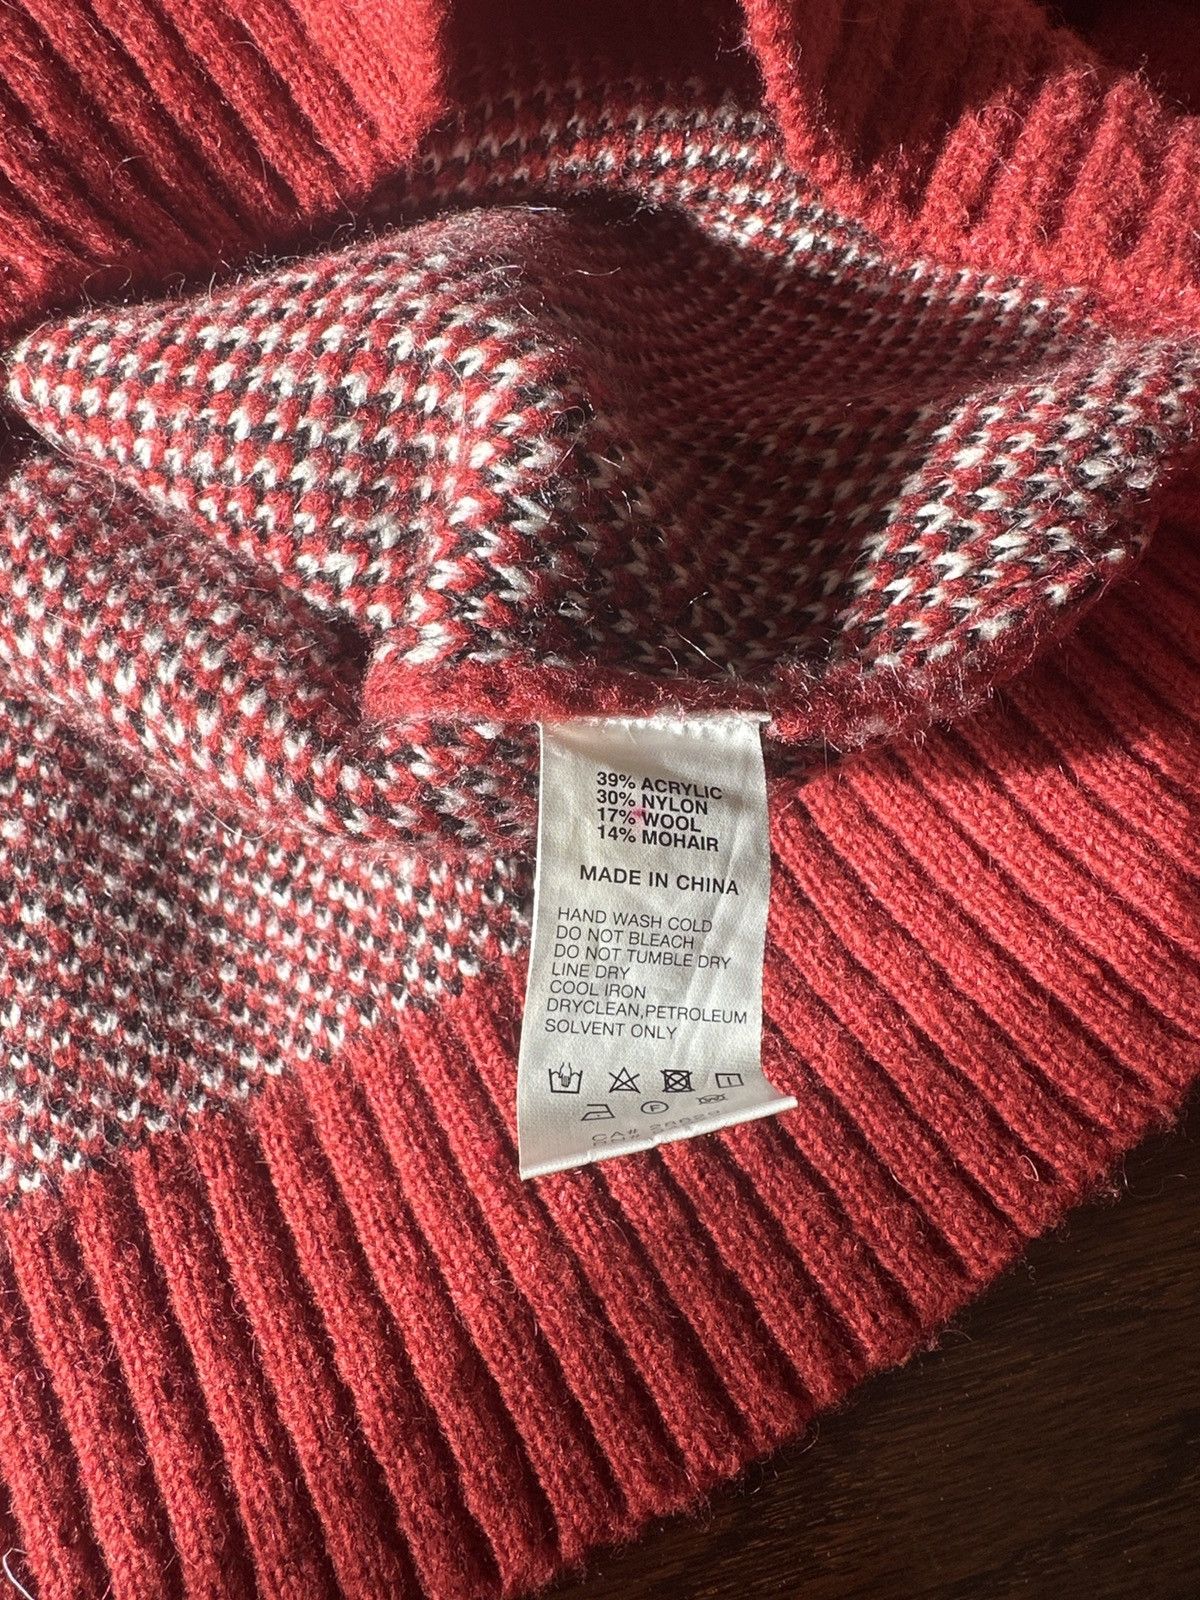 39% ACRYLIC
30% NYLON
17% WOOL
14% MOHAIR
MADE IN CHINA
HAND WASH COLD
DO NOT BLEACH
DO NOT TUMBLE DRY
LINE DRY
COOL IRON
DRYCLEAN,PETROLEUM
SOLVENT ONLY
F
CA#